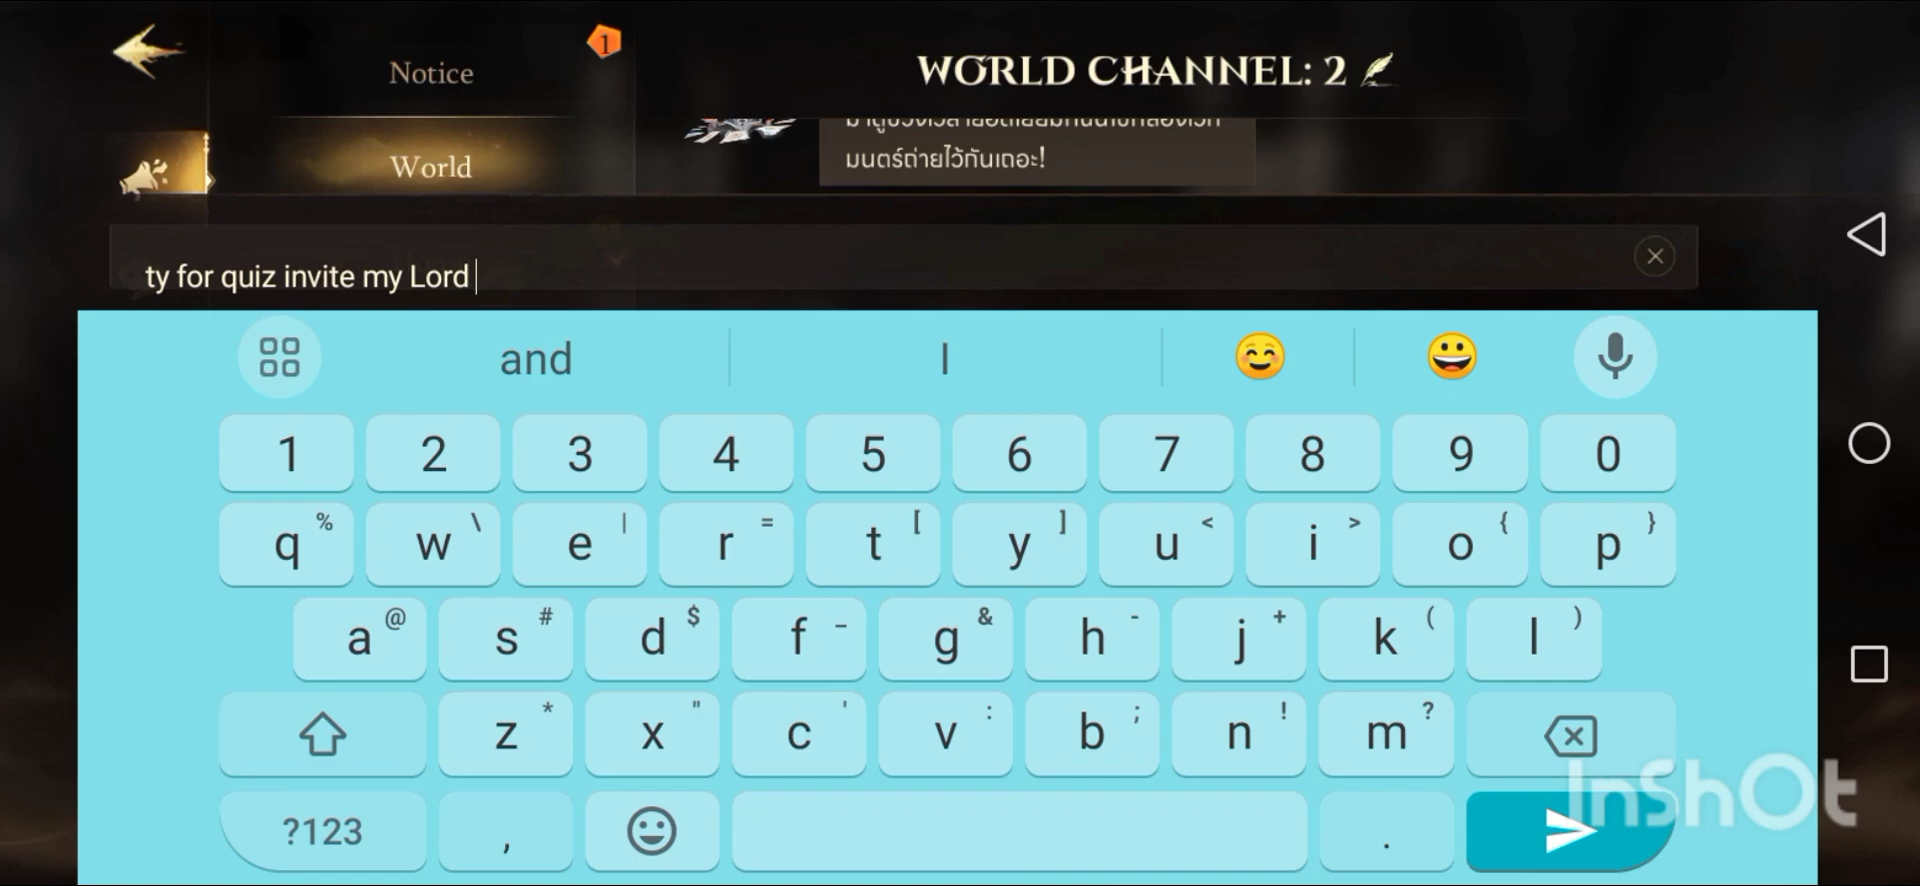 Notice
1
WORLD CHANNEL: 2
World
มนตร์ถ่ายไว้กันเถอะ!
ty for quiz invite my Lord
and I 😊 😀
1 2 3 4 5 6 7 8 9 0
q % w \ e | r = t [ y ] u < i > o { p }
a @ s # d $ f _ g & h - j + k ( l )
z * x " c ' v : b ; n ! m ?
?123 , .
InShOt